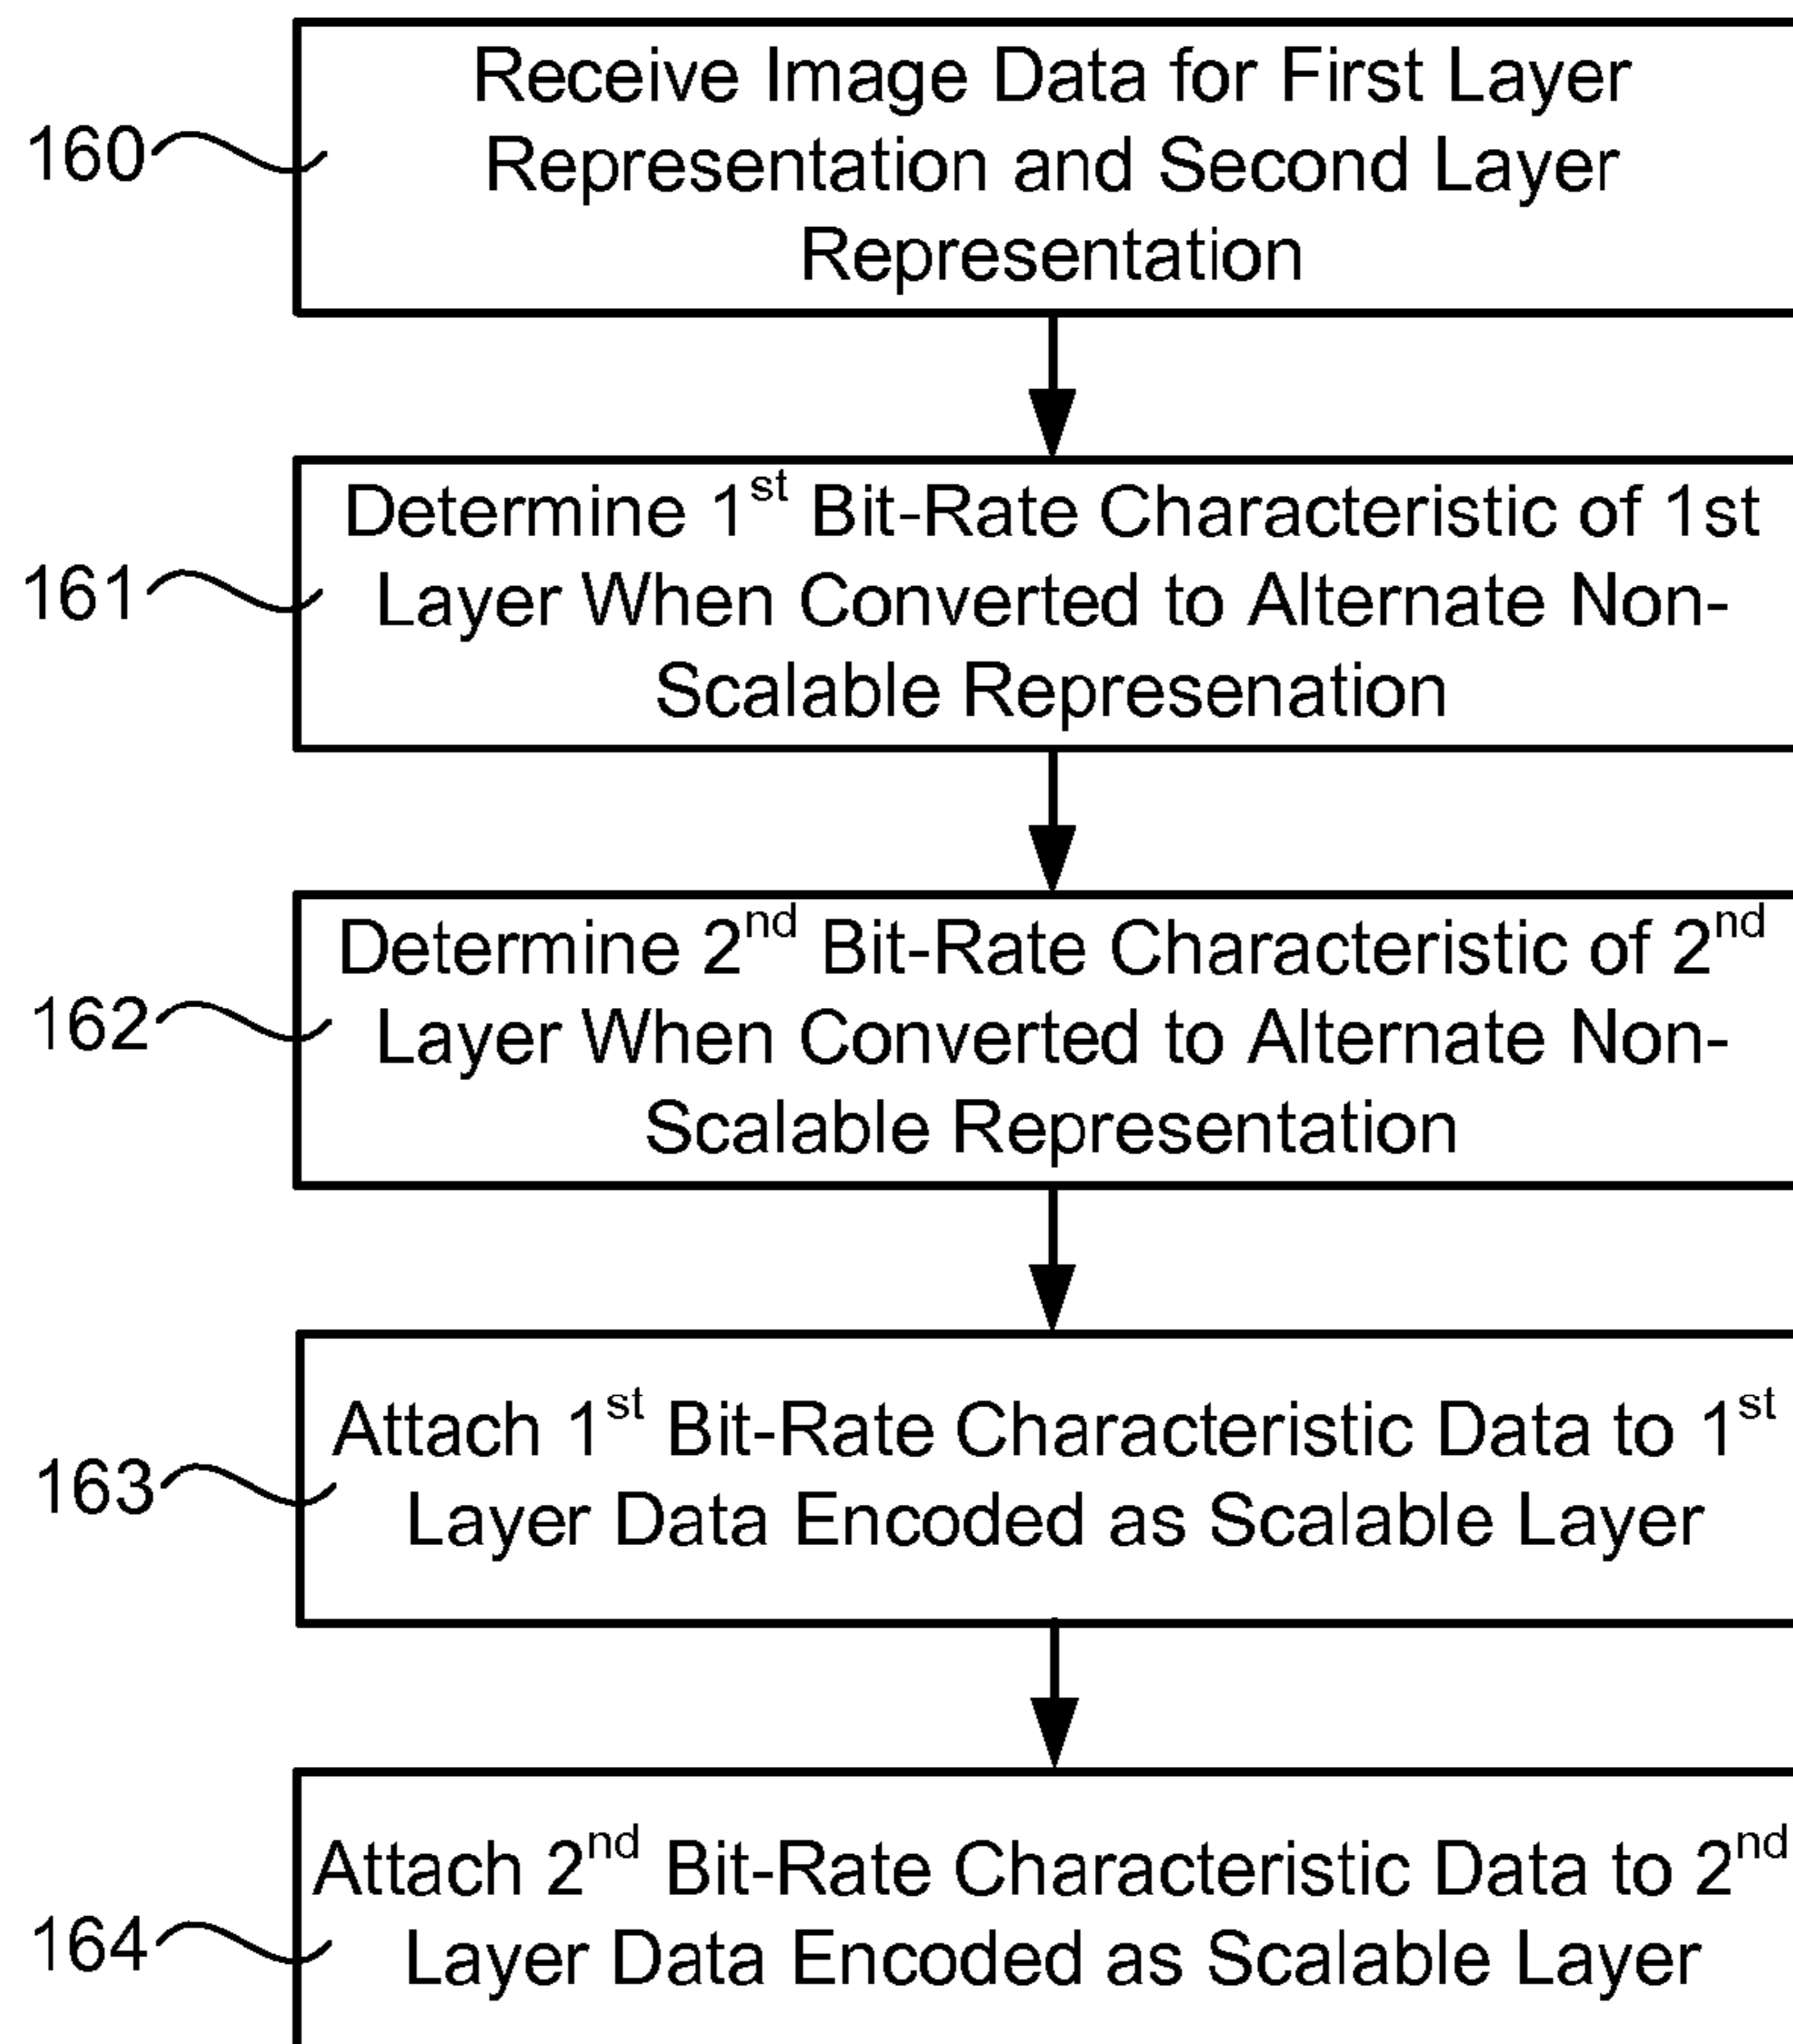 Receive Image Data for First Layer
160
Representation and Second Layer
Representation
Determine 1st Bit-Rate Characteristic of 1st
161
Layer When Converted to Alternate Non-
Scalable Represenation
Determine 2nd Bit-Rate Characteristic of 2nd
162
Layer When Converted to Alternate Non-
Scalable Representation
Attach 1st Bit-Rate Characteristic Data to 1st
163
Layer Data Encoded as Scalable Layer
Attach 2nd Bit-Rate Characteristic Data to 2nd
164
Layer Data Encoded as Scalable Layer